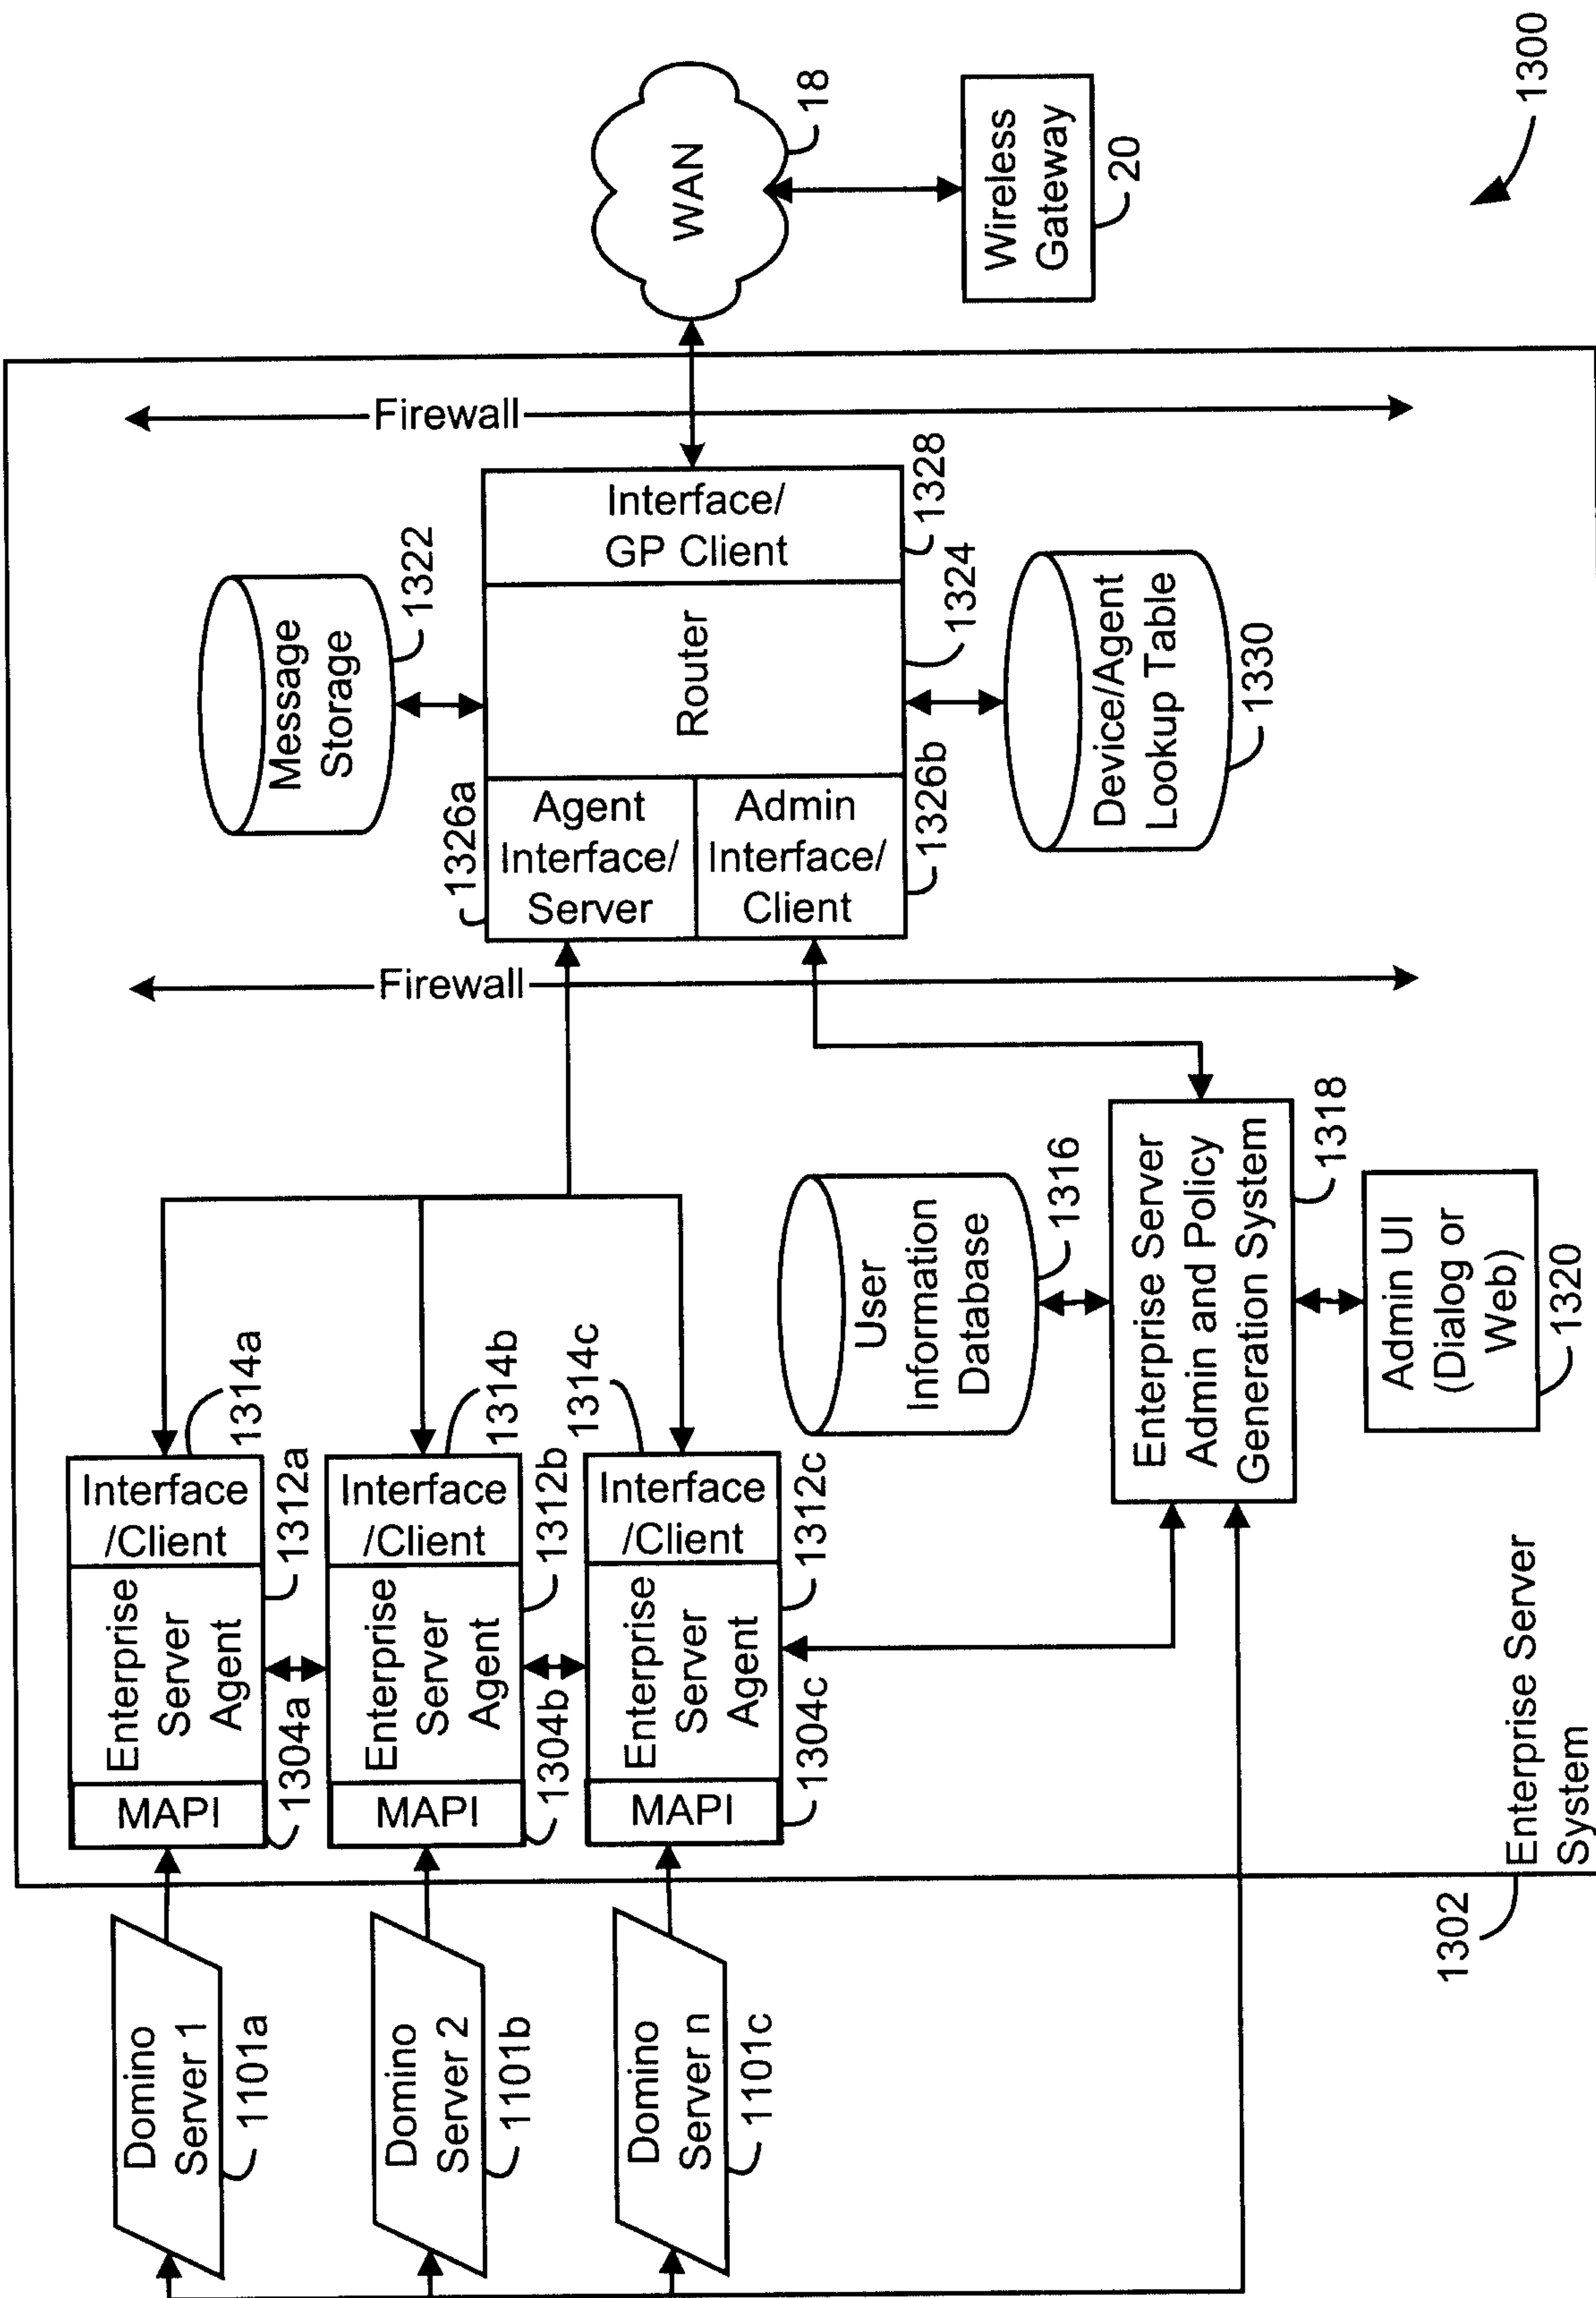 Domino
Server 1
1101a
Domino
Server 2
1101b
Domino
Server n
1101c
MAPI
Enterprise
Server
Agent
Interface
/Client
1304a
1312a
1314a
MAPI
Enterprise
Server
Agent
Interface
/Client
1304b
1312b
1314b
MAPI
Enterprise
Server
Agent
Interface
/Client
1304c
1312c
1314c
User
Information
Database
1316
Enterprise Server
Admin and Policy
Generation System
1318
Admin UI
(Dialog or
Web)
1320
Enterprise Server
System
1302
Firewall
Message
Storage
1322
1326a
Agent
Interface/
Server
Admin
Interface/
Client
1326b
Router
1324
Interface/
GP Client
1328
Device/Agent
Lookup Table
1330
Firewall
WAN
18
Wireless
Gateway
20
1300